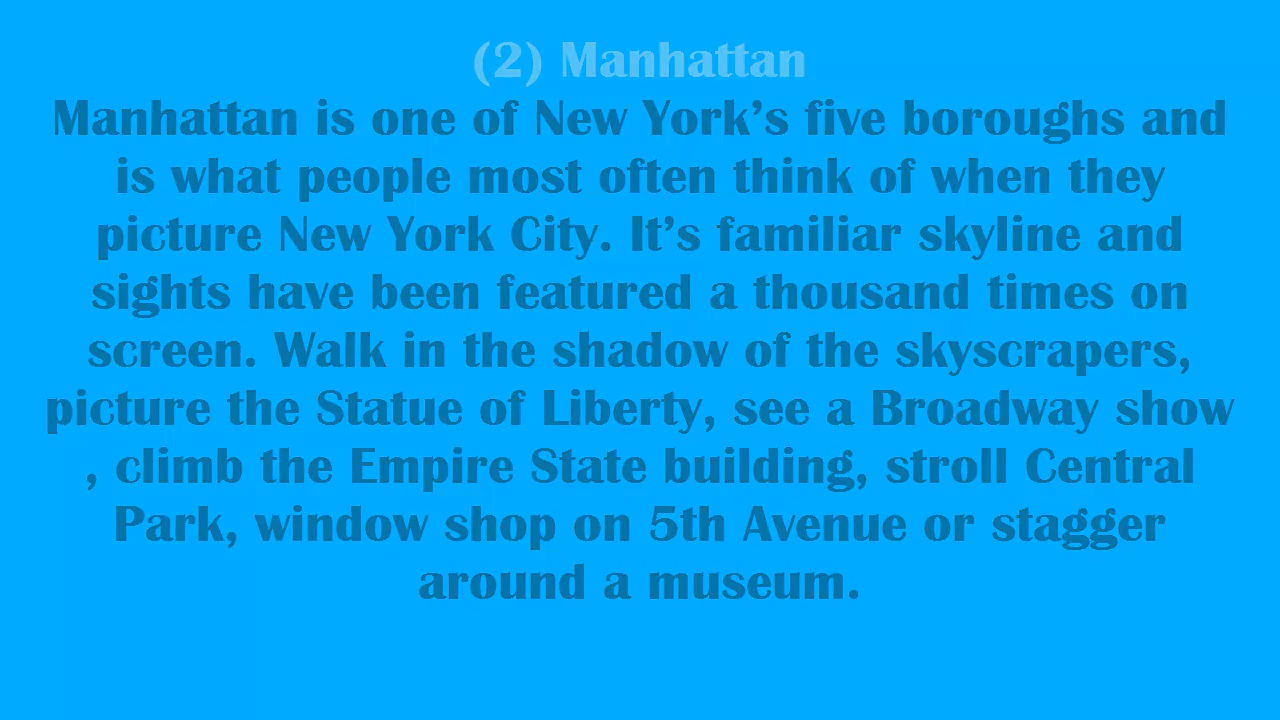 (2) Manhattan
Manhattan is one of New York’s five boroughs and
is what people most often think of when they
picture New York City. It’s familiar skyline and
sights have been featured a thousand times on
screen. Walk in the shadow of the skyscrapers,
picture the Statue of Liberty, see a Broadway show
, climb the Empire State building, stroll Central
Park, window shop on 5th Avenue or stagger
around a museum.